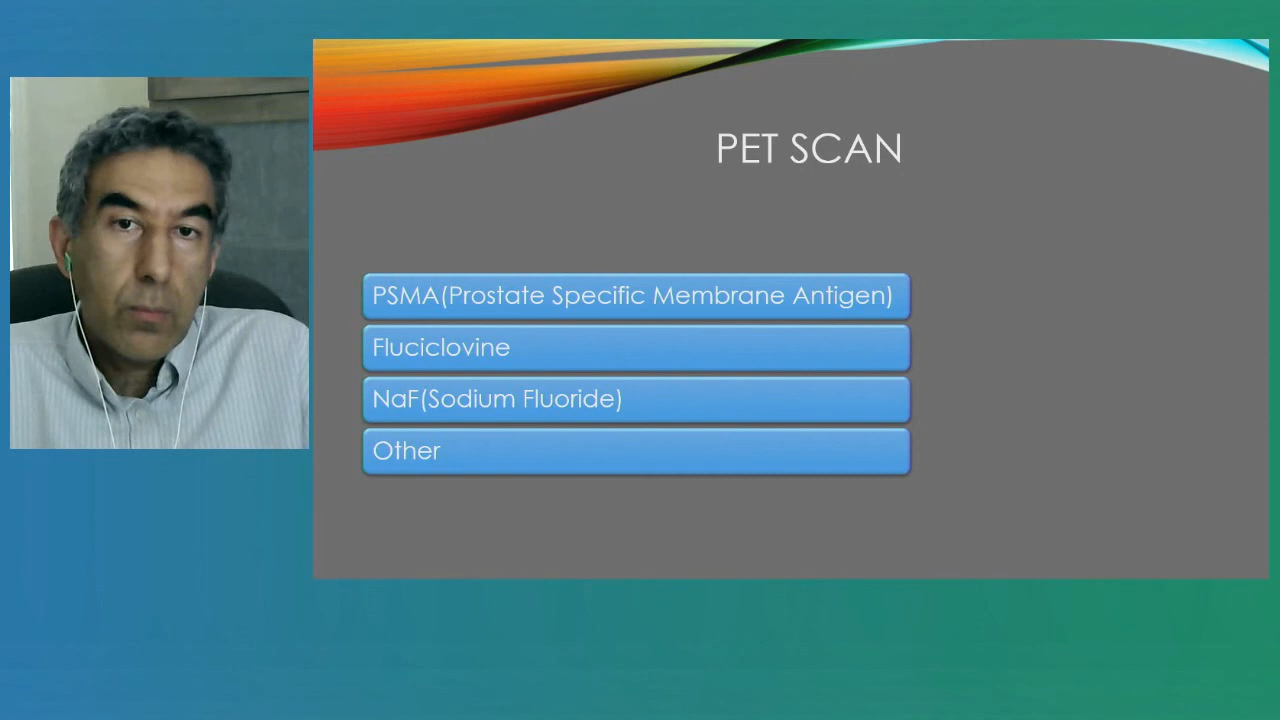 PET SCAN
PSMA(Prostate Specific Membrane Antigen)
Fluciclovine
NaF(Sodium Fluoride)
Other